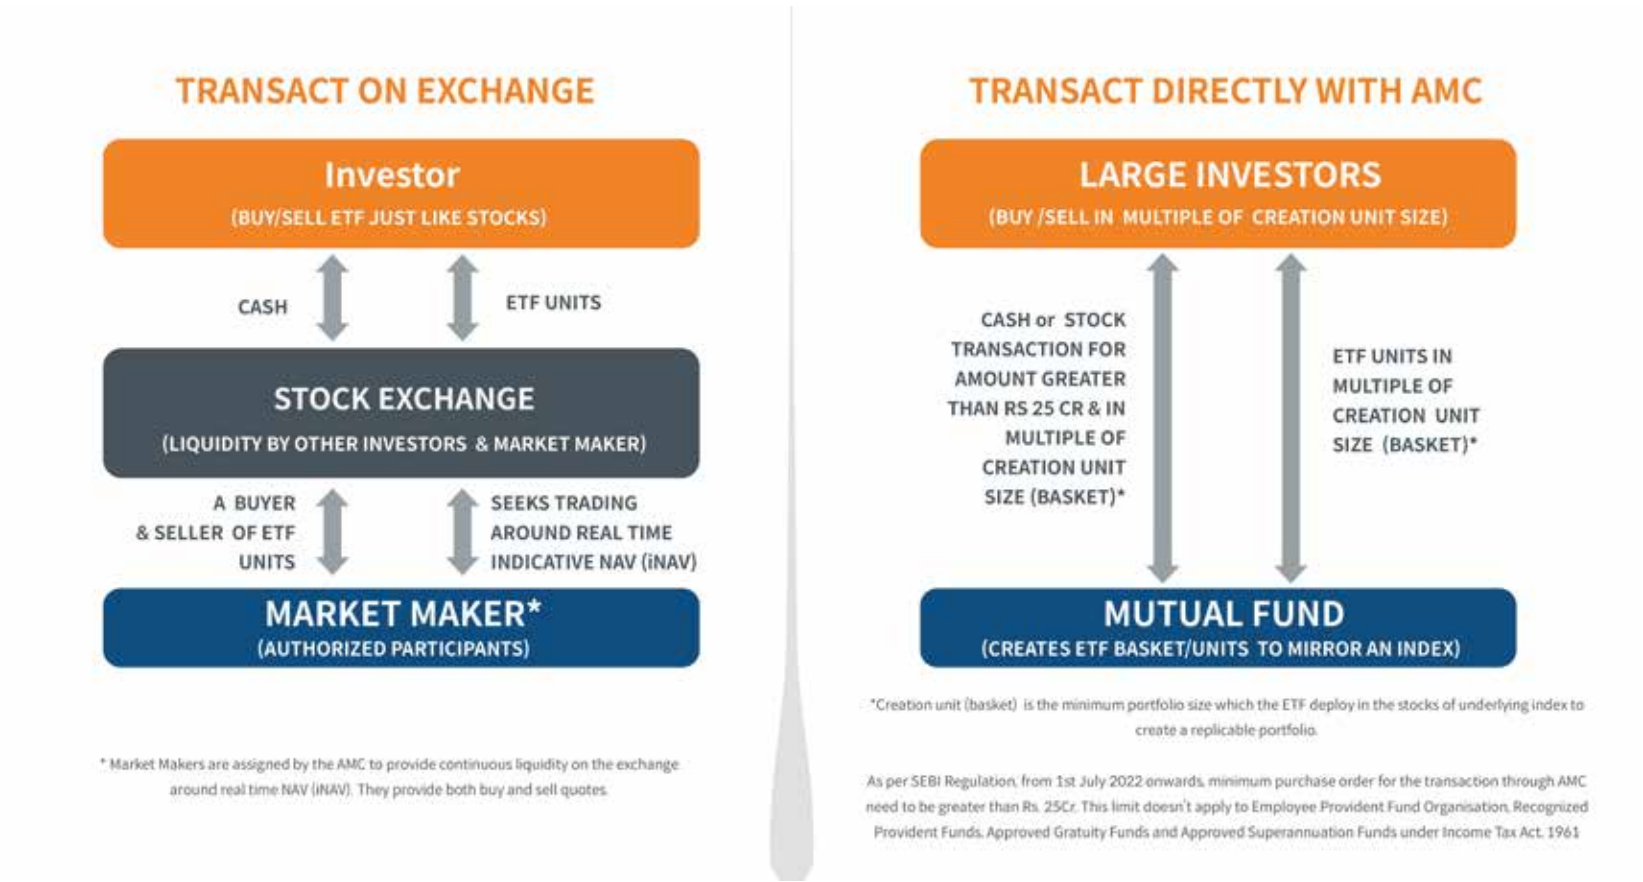 TRANSACT ON EXCHANGE
Investor
(BUY/SELL ETF JUST LIKE STOCKS)
CASH
ETF UNITS
STOCK EXCHANGE
(LIQUIDITY BY OTHER INVESTORS & MARKET MAKER)
A BUYER
& SELLER OF ETF
UNITS
SEEKS TRADING
AROUND REAL TIME
INDICATIVE NAV (iNAV)
MARKET MAKER*
(AUTHORIZED PARTICIPANTS)
* Market Makers are assigned by the AMC to provide continuous liquidity on the exchange
around real time NAV (iNAV). They provide both buy and sell quotes.
TRANSACT DIRECTLY WITH AMC
LARGE INVESTORS
(BUY /SELL IN MULTIPLE OF CREATION UNIT SIZE)
CASH or STOCK
TRANSACTION FOR
AMOUNT GREATER
THAN RS 25 CR & IN
MULTIPLE OF
CREATION UNIT
SIZE (BASKET)*
ETF UNITS IN
MULTIPLE OF
CREATION UNIT
SIZE (BASKET)*
MUTUAL FUND
(CREATES ETF BASKET/UNITS TO MIRROR AN INDEX)
*Creation unit (basket) is the minimum portfolio size which the ETF deploy in the stocks of underlying index to
create a replicable portfolio.
As per SEBI Regulation, from 1st July 2022 onwards, minimum purchase order for the transaction through AMC
need to be greater than Rs. 25Cr. This limit doesn't apply to Employee Provident Fund Organisation, Recognized
Provident Funds, Approved Gratuity Funds and Approved Superannuation Funds under Income Tax Act, 1961